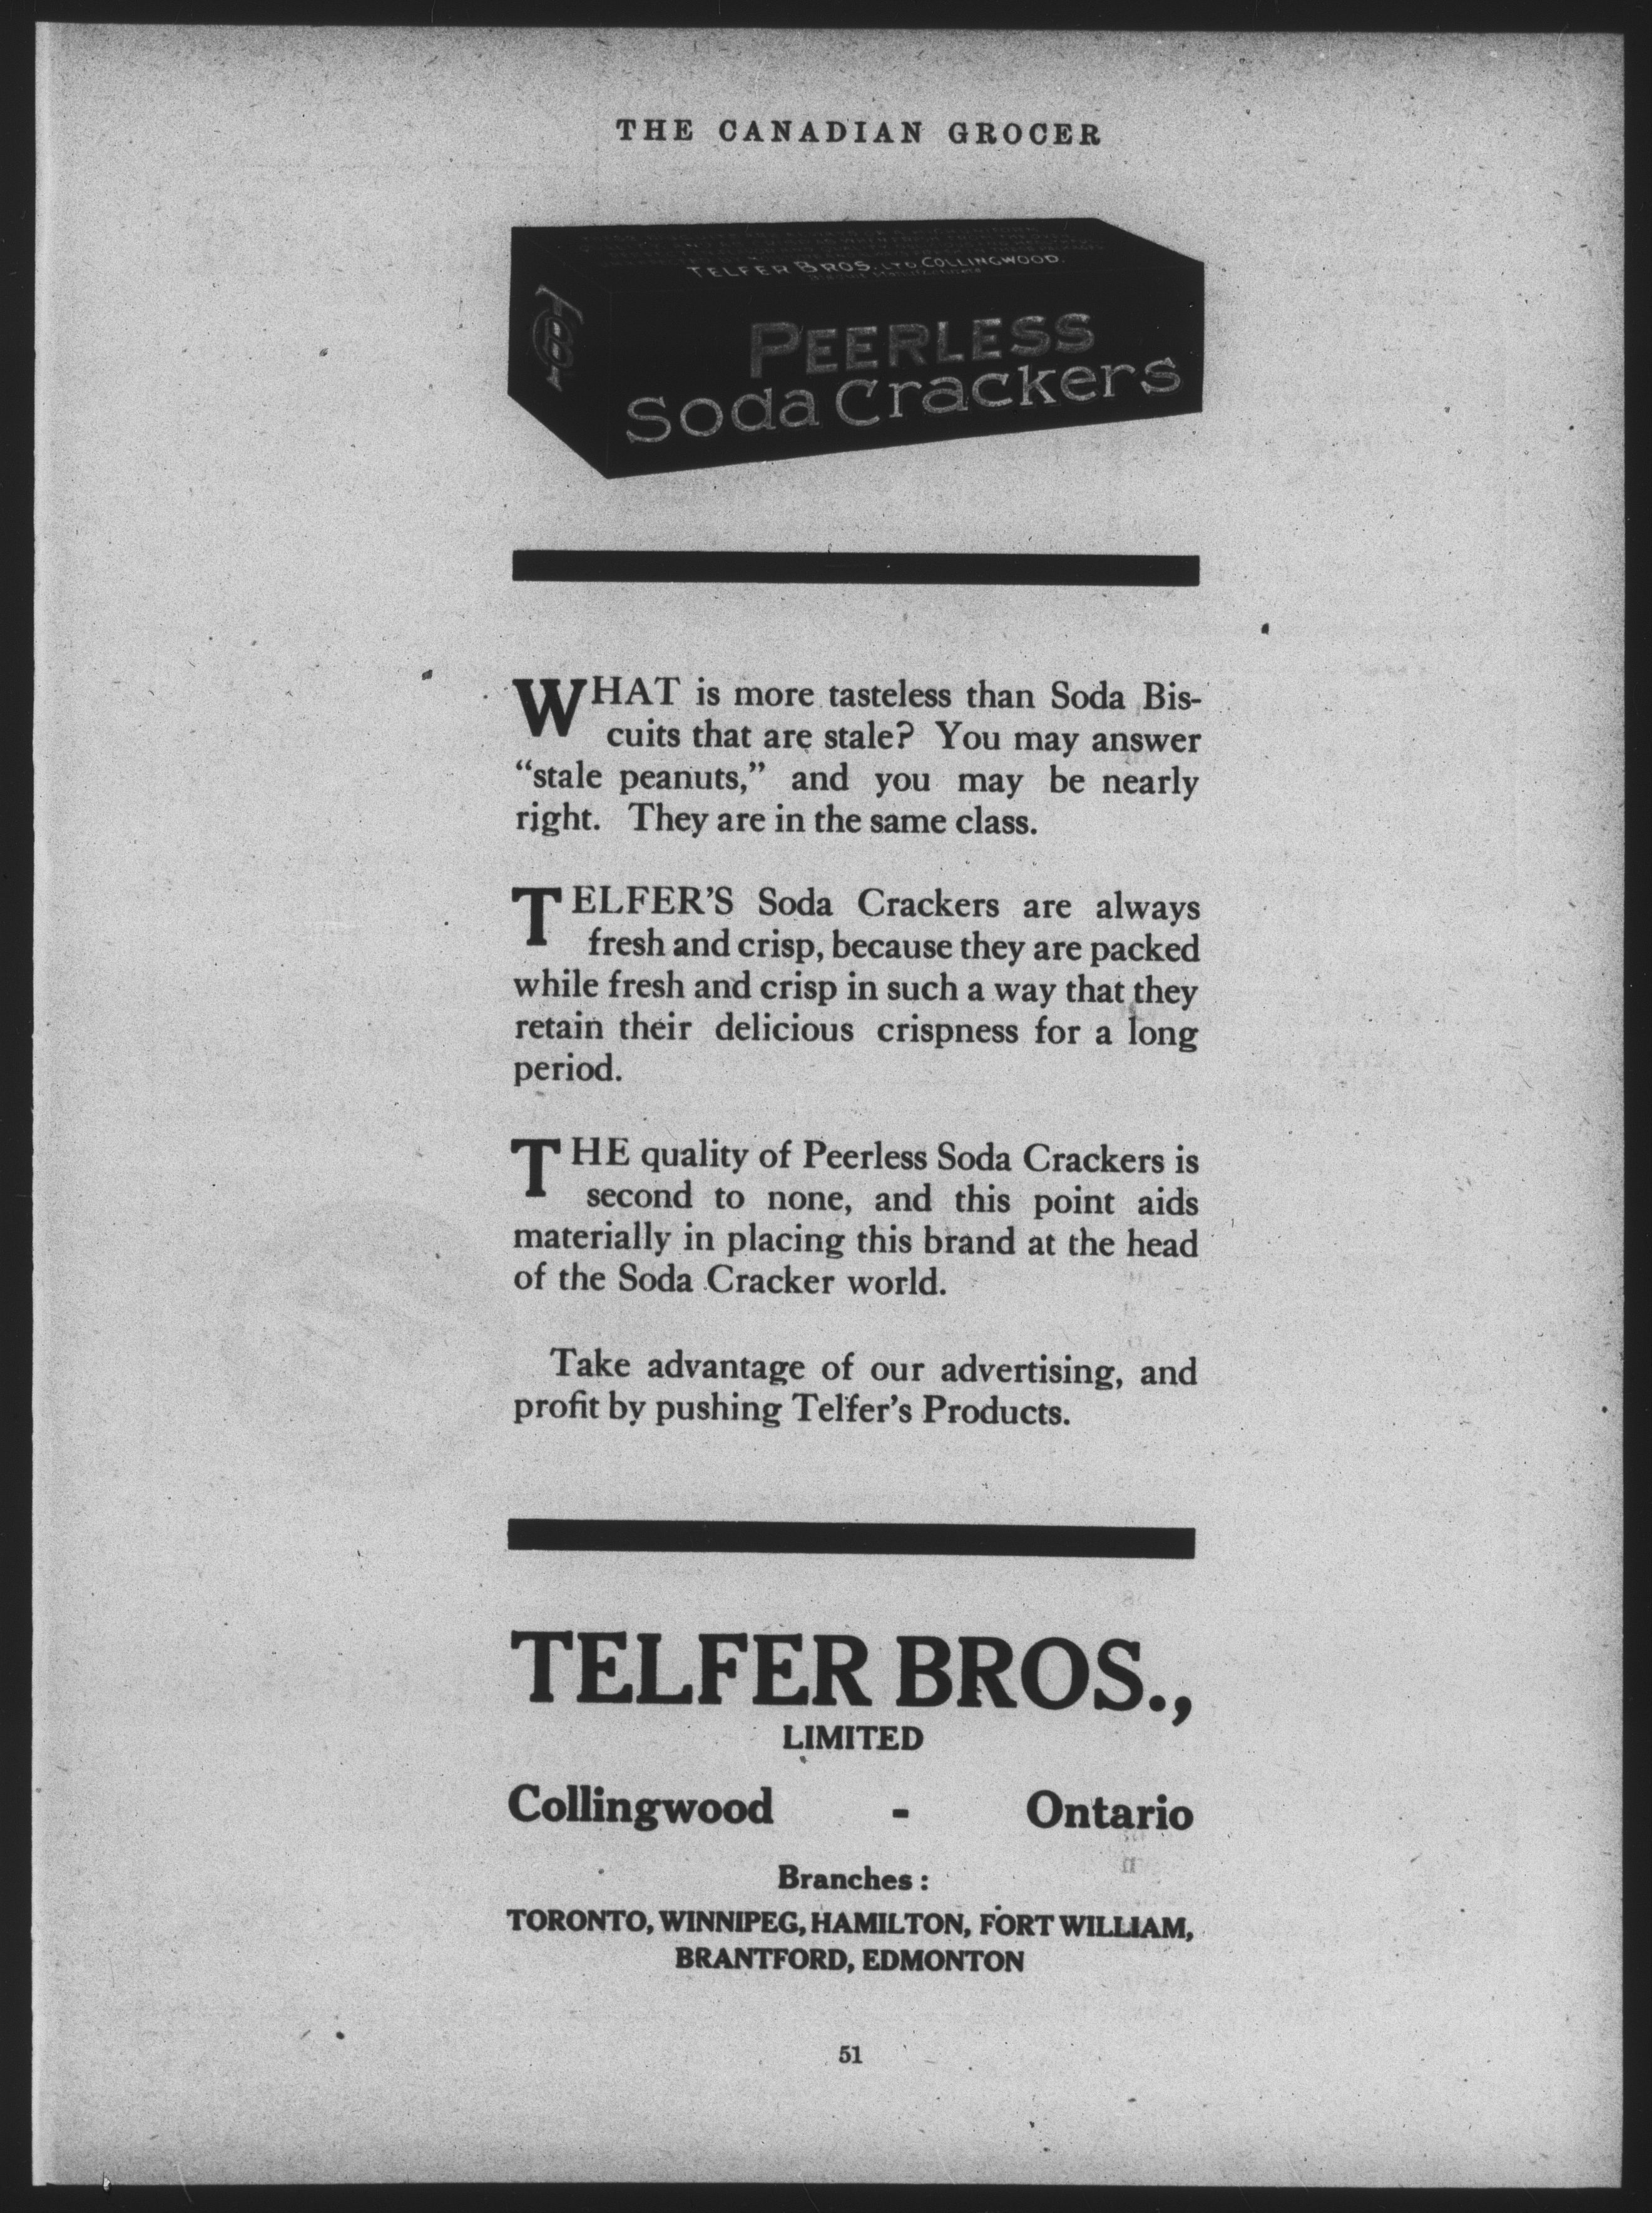 THE CANADIAN GROCER
TELFER BROS. LTD COLLINGWOOD.
PEERLESS
Soda Crackers
WHAT is more tasteless than Soda Bis-
cuits that are stale? You may answer
“stale peanuts,” and you may be nearly
right. They are in the same class.
TELFER’S Soda Crackers are always
fresh and crisp, because they are packed
while fresh and crisp in such a way that they
retain their delicious crispness for a long
period.
THE quality of Peerless Soda Crackers is
second to none, and this point aids
materially in placing this brand at the head
of the Soda Cracker world.
Take advantage of our advertising, and
profit by pushing Telfer’s Products.
TELFER BROS.,
LIMITED
Collingwood - Ontario
Branches:
TORONTO, WINNIPEG, HAMILTON, FORT WILLIAM,
BRANTFORD, EDMONTON
51